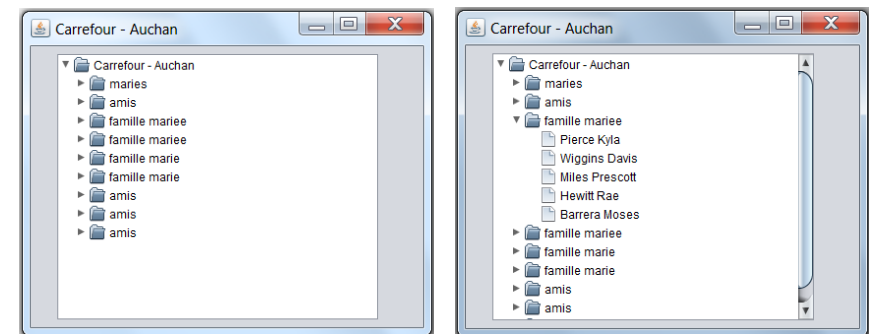 Carrefour - Auchan
Carrefour - Auchan
maries
amis
famille mariee
famille mariee
famille marie
famille marie
amis
amis
amis
Carrefour - Auchan
Carrefour - Auchan
maries
amis
famille mariee
Pierce Kyla
Wiggins Davis
Miles Prescott
Hewitt Rae
Barrera Moses
famille mariee
famille marie
famille marie
amis
amis